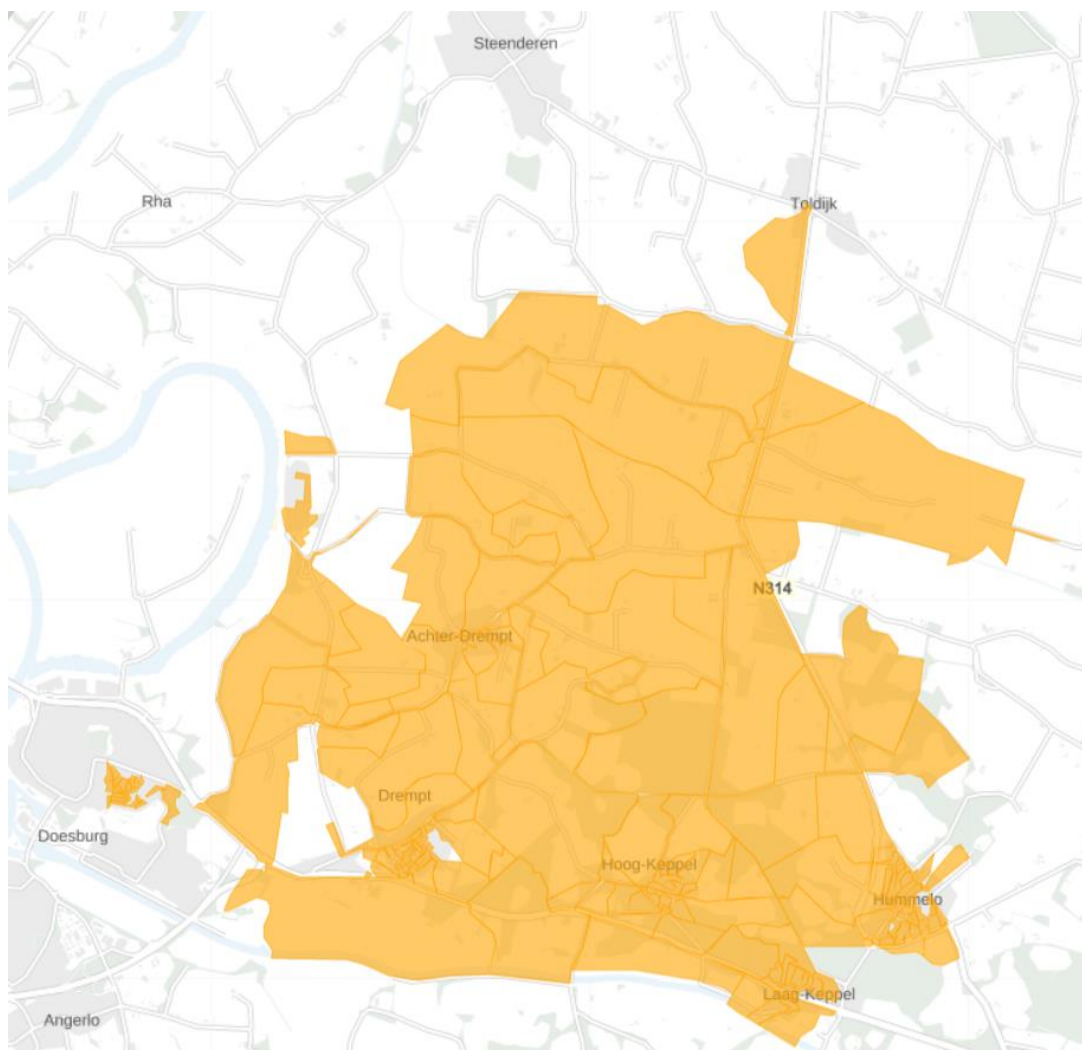 Steenderen
Rha
Toldijk
N314
Achter-Drempt
Drempt
Doesburg
Hoog-Keppel
Hummelo
Laag-Keppel
Angerlo